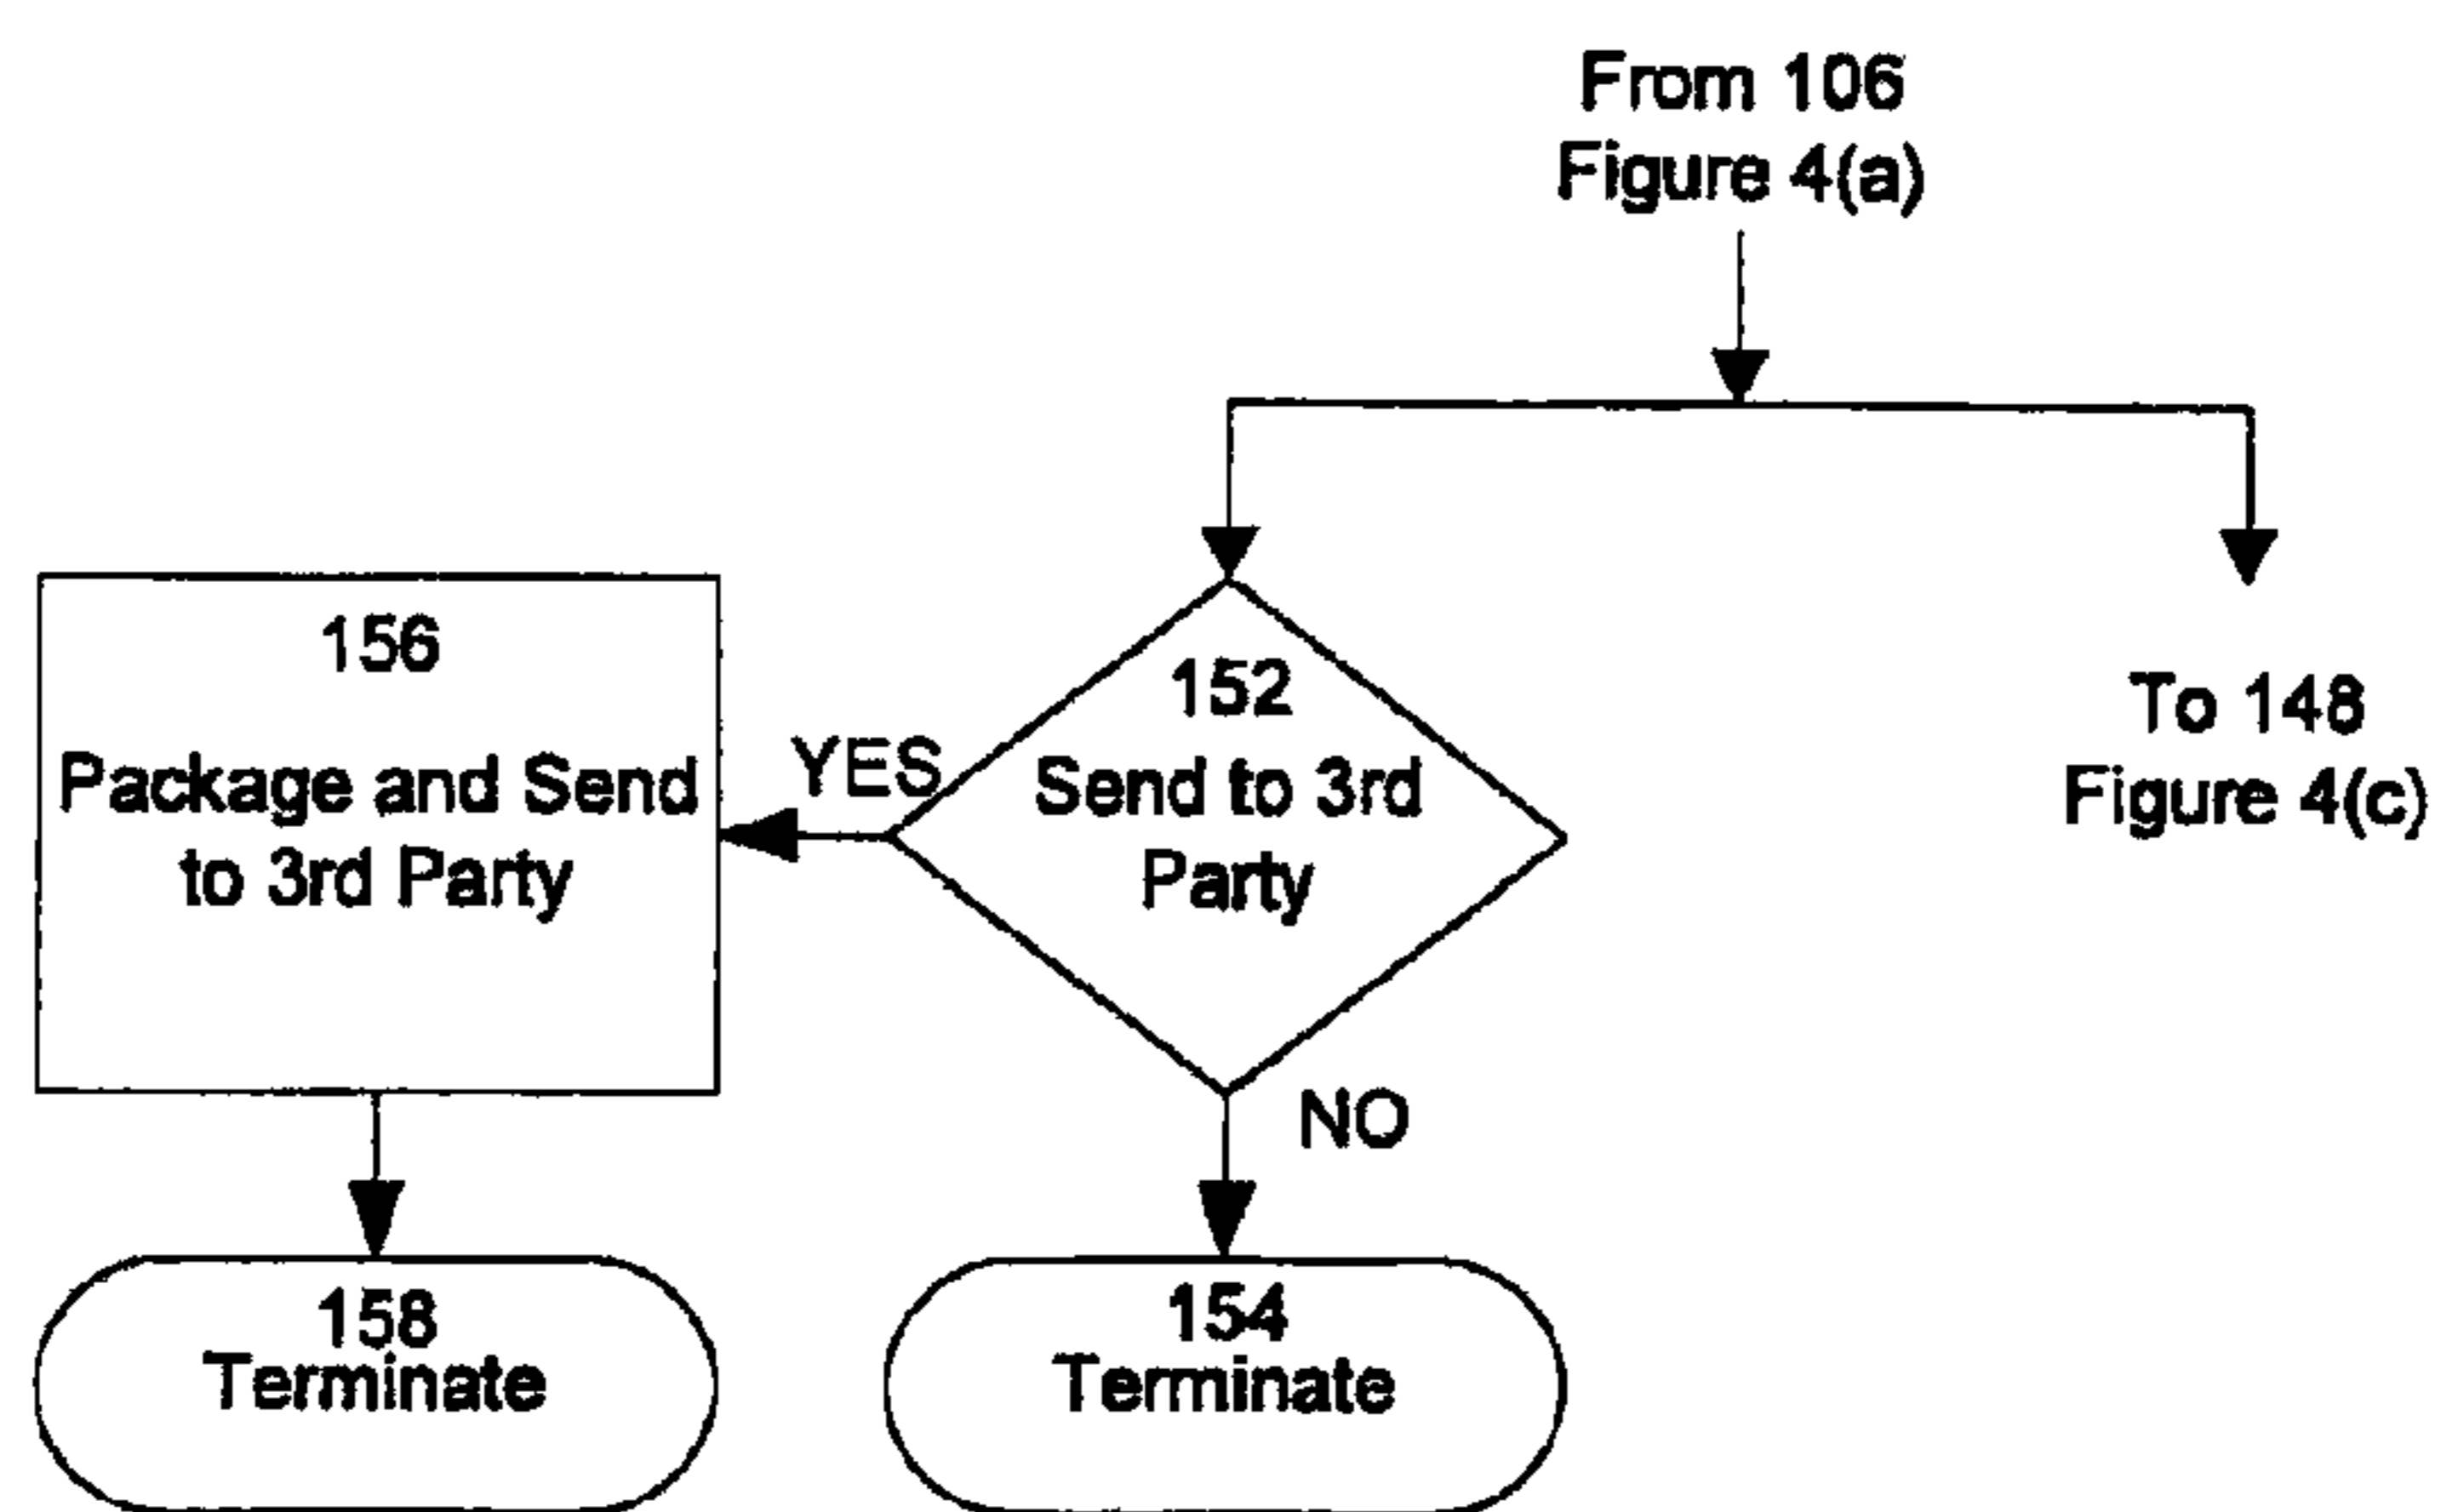 From 106
Figure 4(a)
156
Package and Send
to 3rd Party
YES
152
Send to 3rd
Party
To 148
Figure 4(c)
NO
158
Terminate
154
Terminate